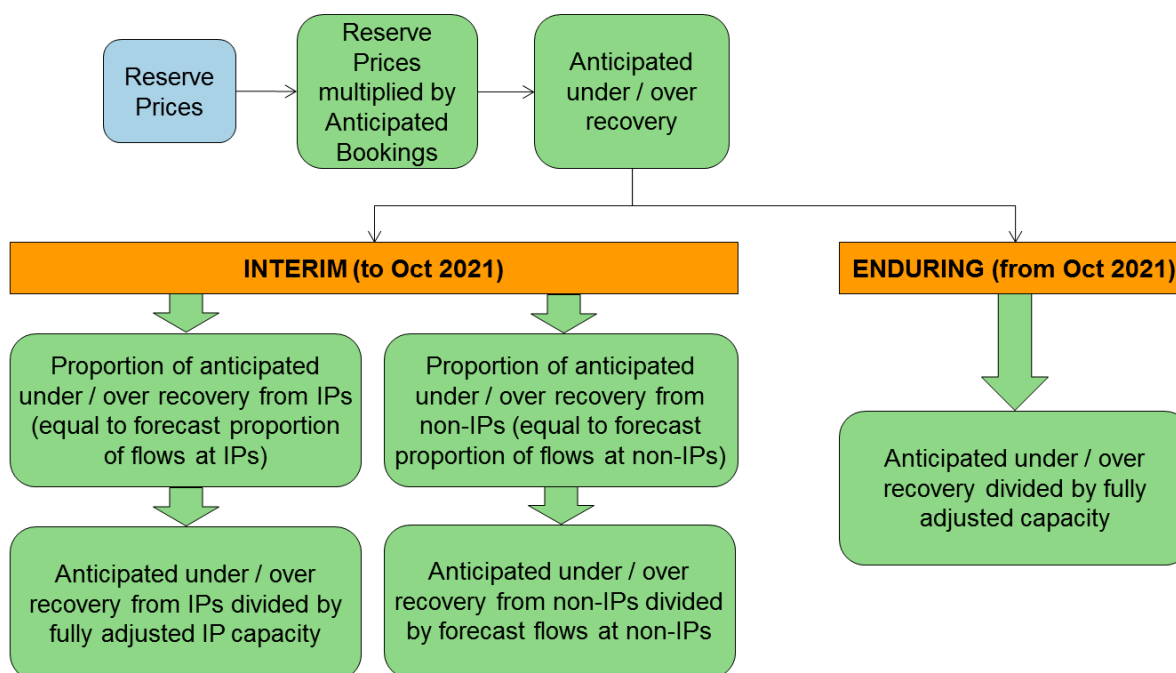 Reserve
Prices
Reserve
Prices
multiplied by
Anticipated
Bookings
Anticipated
under / over
recovery
INTERIM (to Oct 2021)
ENDURING (from Oct 2021)
Proportion of anticipated
under / over recovery from IPs
(equal to forecast proportion
of flows at IPs)
Proportion of anticipated
under / over recovery from
non-IPs (equal to forecast
proportion of flows at non-IPs)
Anticipated under / over
recovery divided by fully
adjusted capacity
Anticipated under / over
recovery from IPs divided by
fully adjusted IP capacity
Anticipated under / over
recovery from non-IPs divided
by forecast flows at non-IPs